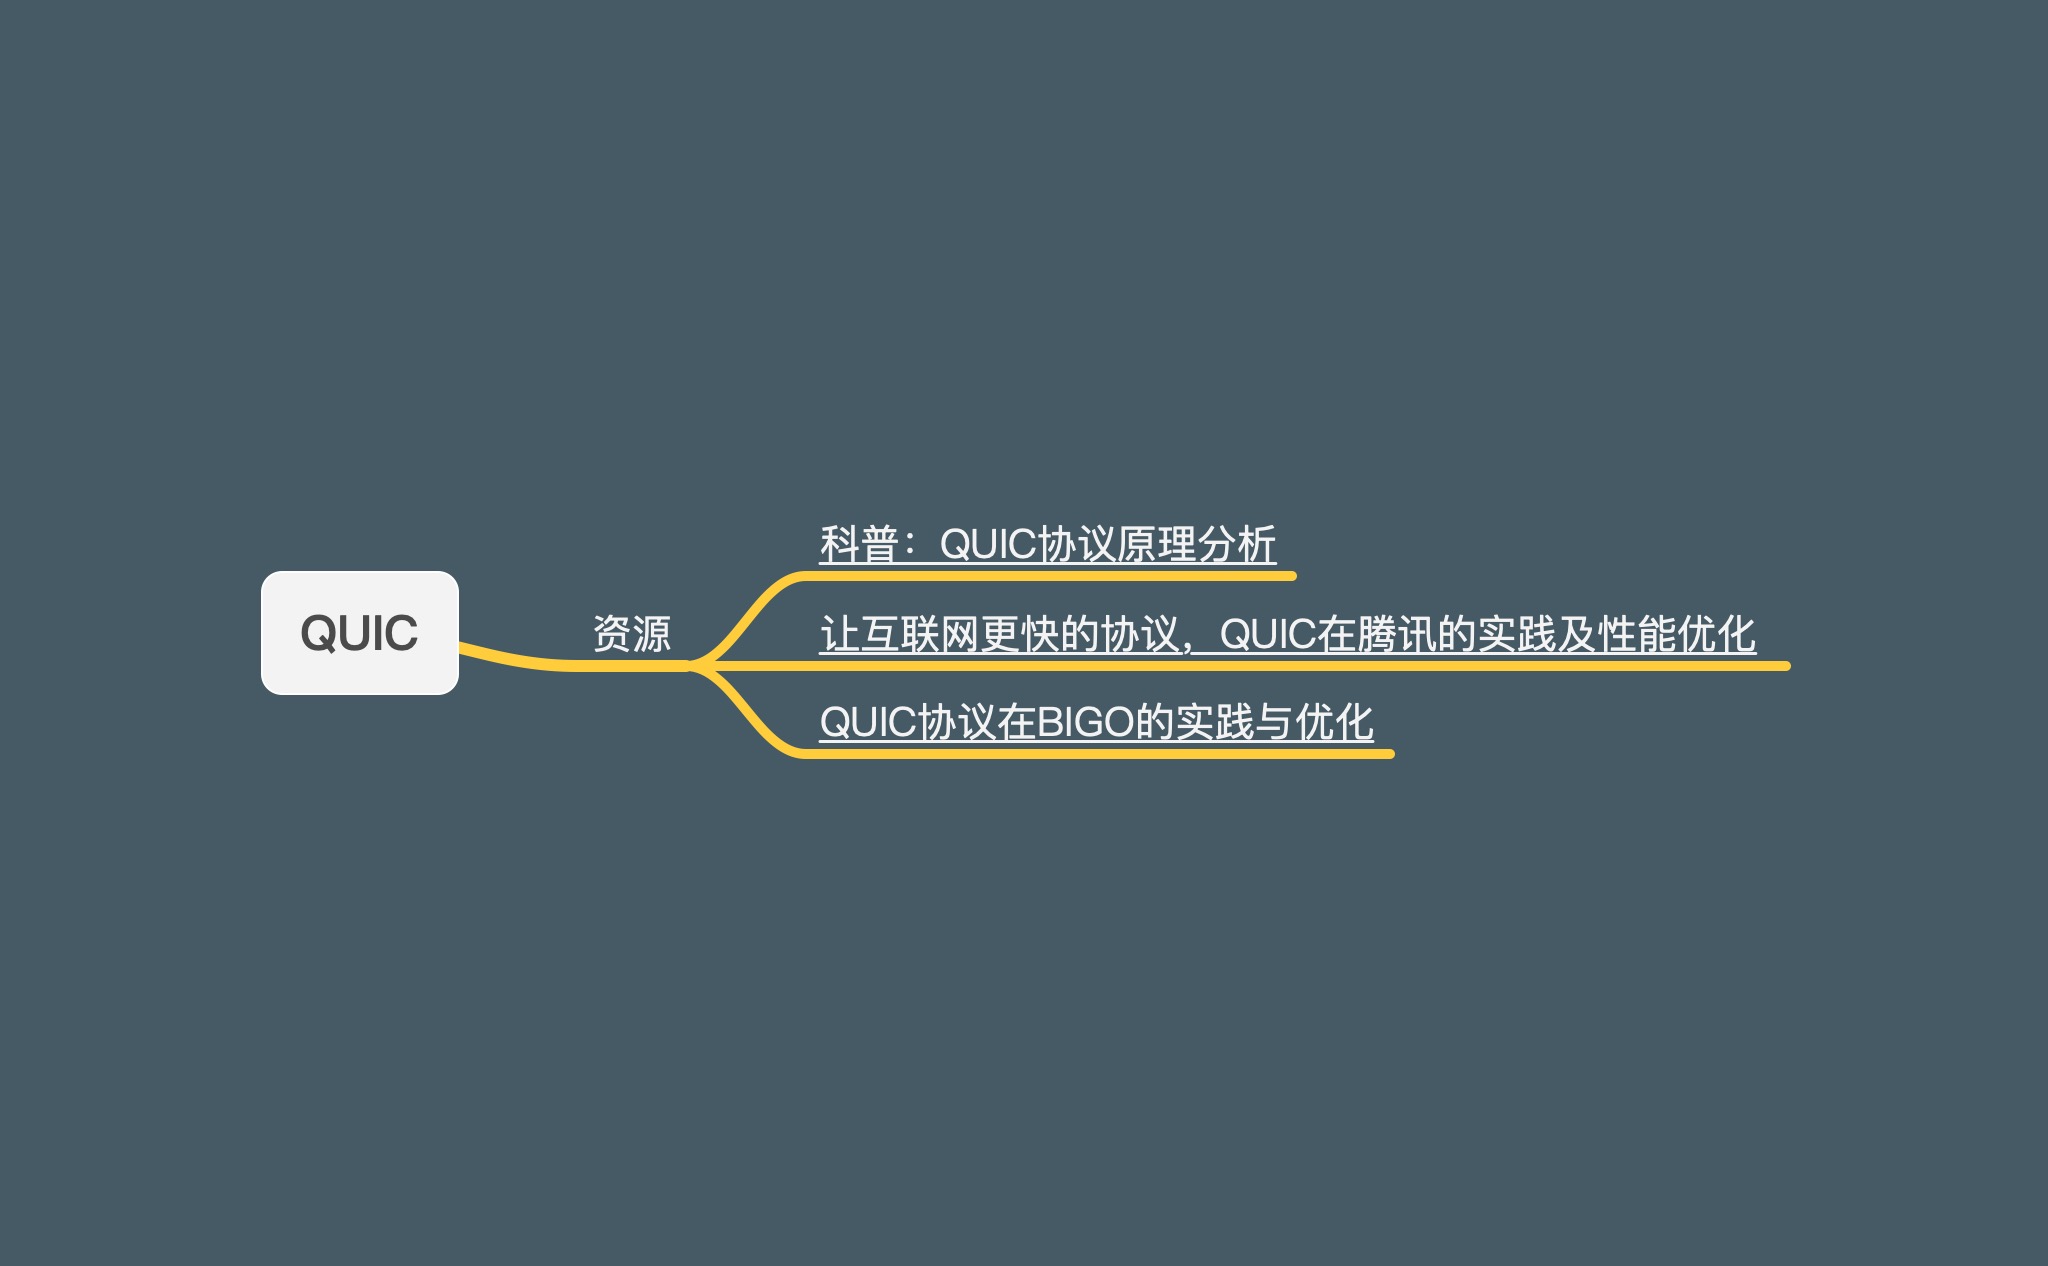 QUIC
资源
科普：QUIC协议原理分析
让互联网更快的协议，QUIC在腾讯的实践及性能优化
QUIC协议在BIGO的实践与优化